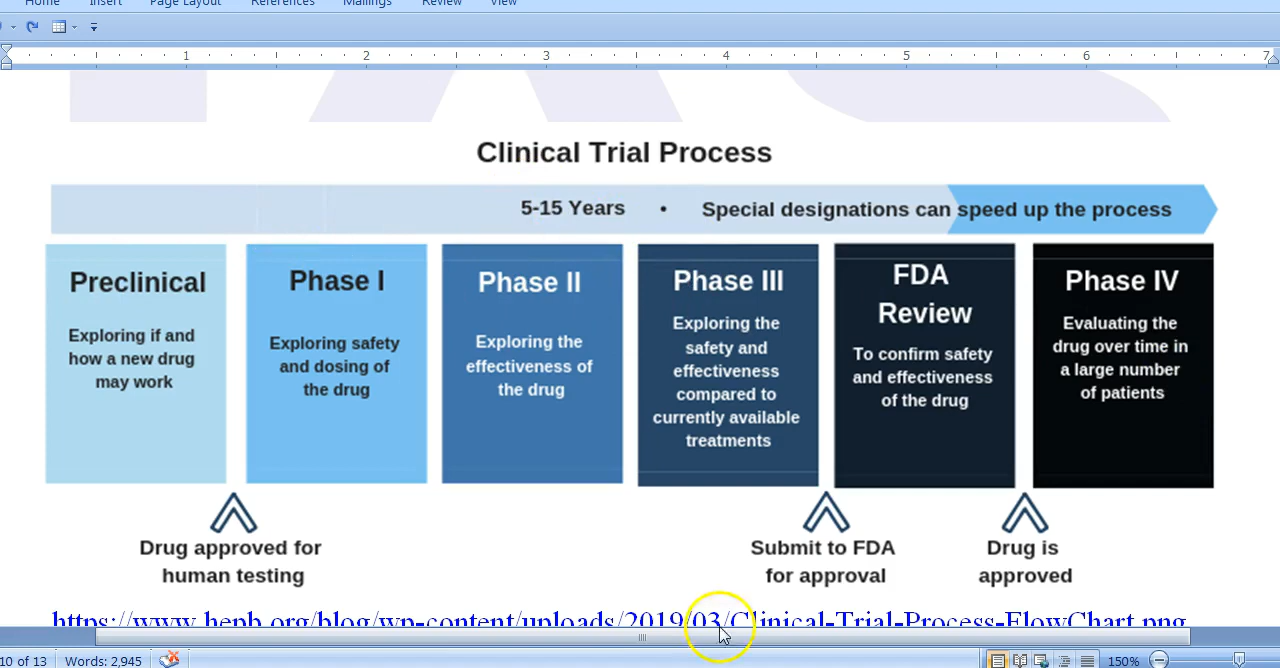 Home Insert Page Layout References Mailings Review View
1 2 3 4 5 6 7
Clinical Trial Process
5-15 Years • Special designations can speed up the process
Preclinical
Exploring if and
how a new drug
may work
Phase I
Exploring safety
and dosing of
the drug
Phase II
Exploring the
effectiveness of
the drug
Phase III
Exploring the
safety and
effectiveness
compared to
currently available
treatments
FDA
Review
To confirm safety
and effectiveness
of the drug
Phase IV
Evaluating the
drug over time in
a large number
of patients
Drug approved for
human testing
Submit to FDA
for approval
Drug is
approved
https://www.hepb.org/blog/wp-content/uploads/2019/03/Clinical-Trial-Process-FlowChart.png
10 of 13 Words: 2,945 150%